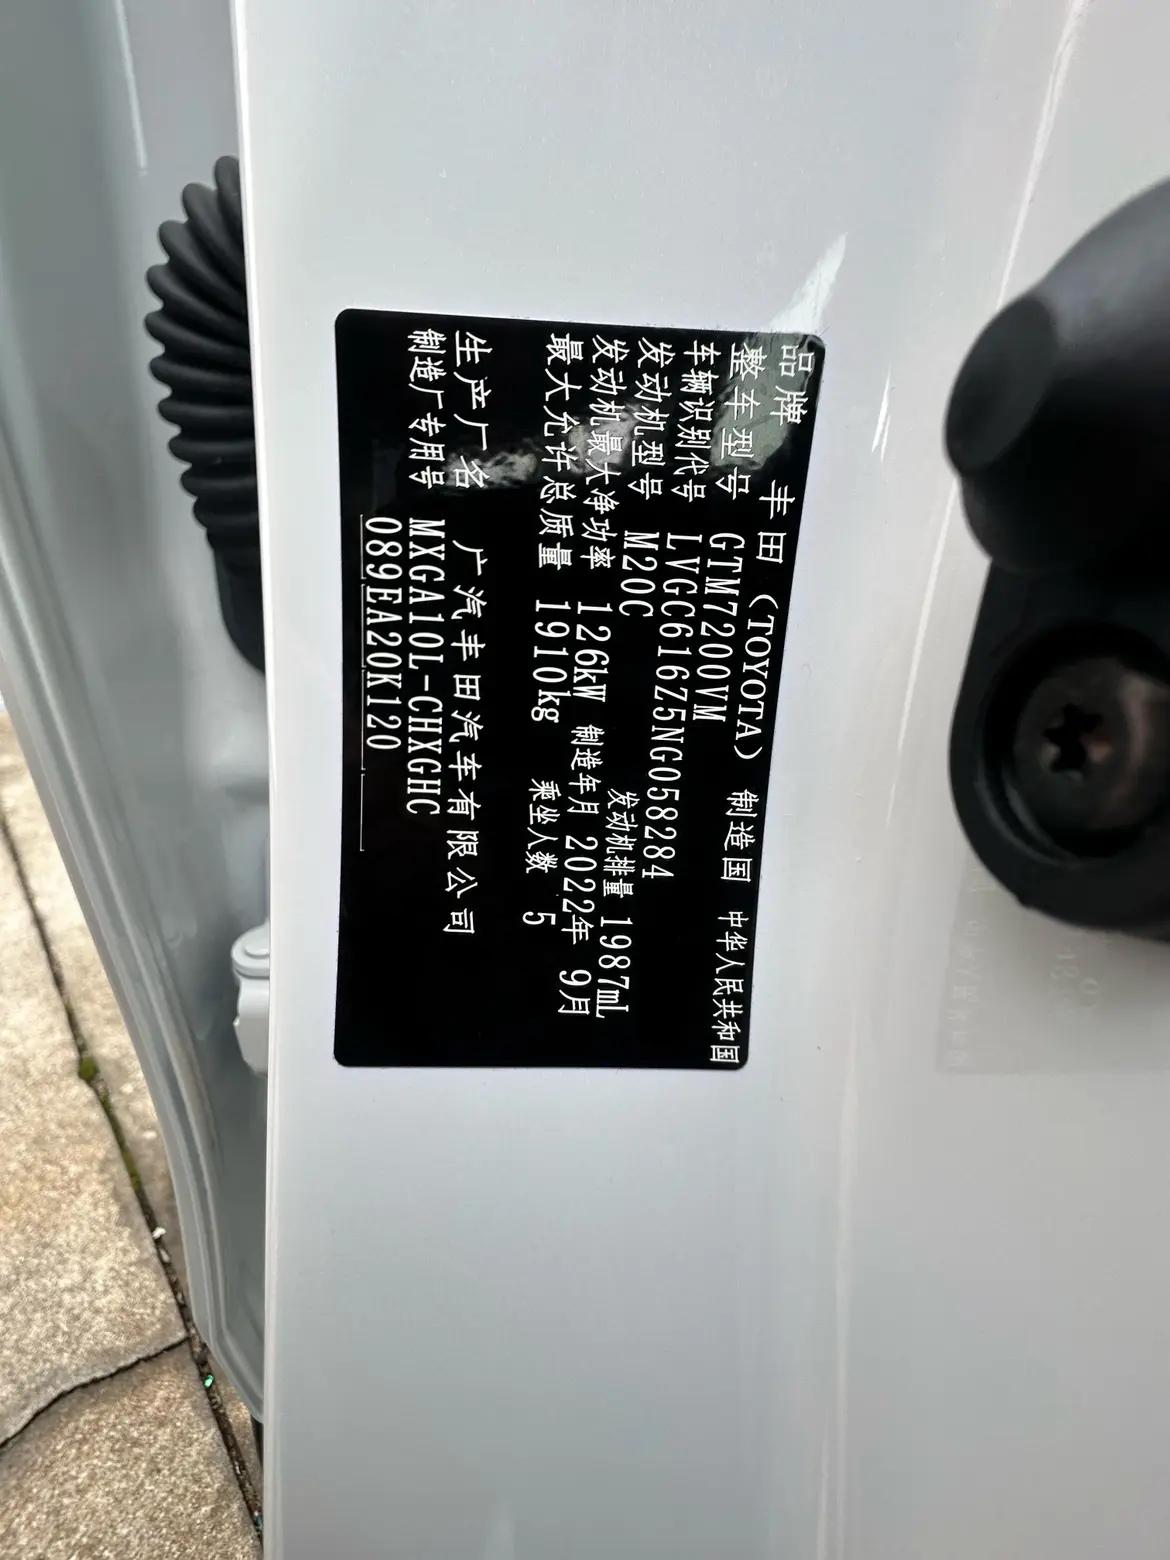 品牌 丰田（TOYOTA） 制造国 中华人民共和国
整车型号 GTM7200VM
车辆识别代号 LVGC616Z5NG058284
发动机型号 M20C 发动机排量 1987mL
发动机最大净功率 126kW 制造年月 2022年 9月
最大允许总质量 1910kg 乘坐人数 5
生产厂名 广汽丰田汽车有限公司
制造厂专用号 MXGA10L-CHXGHC
089EA20K120